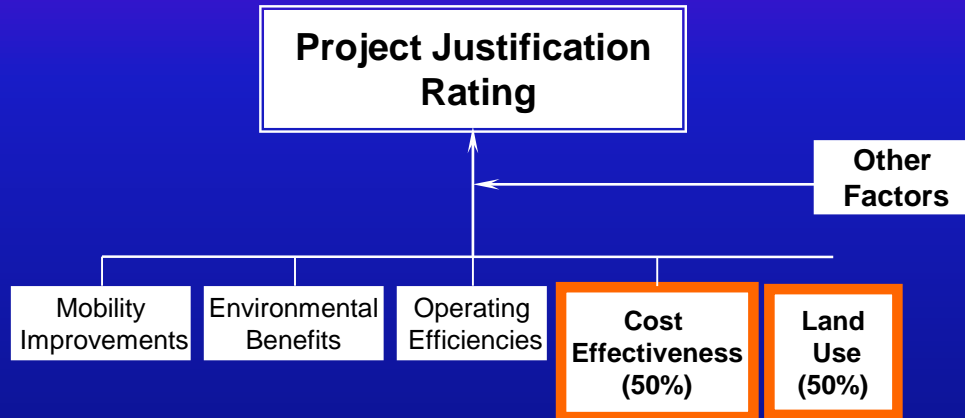 Project Justification
Rating
Other
Factors
Mobility
Improvements
Environmental
Benefits
Operating
Efficiencies
Cost
Effectiveness
(50%)
Land
Use
(50%)